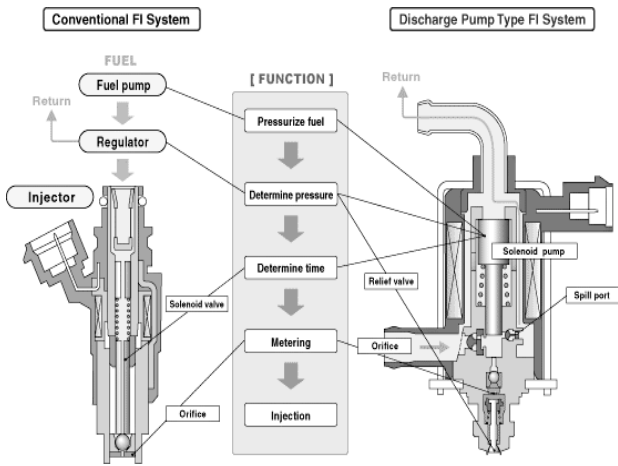 Conventional FI System
Discharge Pump Type FI System
FUEL
Fuel pump
Return
Regulator
Injector
Solenoid valve
Orifice
[ FUNCTION ]
Pressurize fuel
Determine pressure
Determine time
Metering
Injection
Return
Solenoid pump
Relief valve
Spill port
Orifice